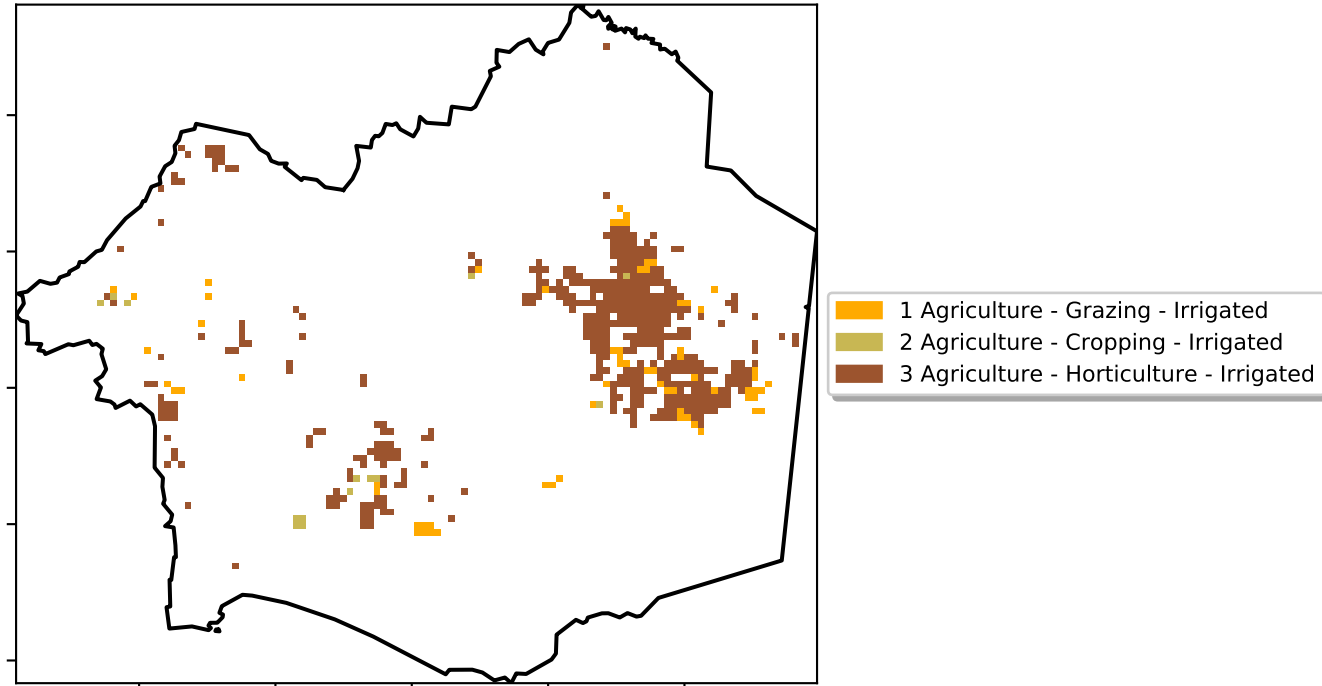 1 Agriculture - Grazing - Irrigated
2 Agriculture - Cropping - Irrigated
3 Agriculture - Horticulture - Irrigated